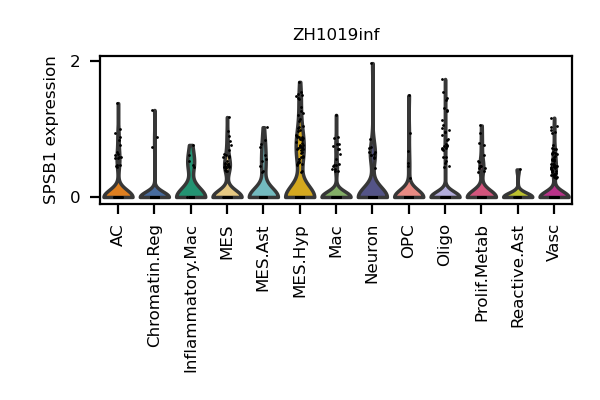 ZH1019inf
SPSB1 expression
2
0
AC
Chromatin.Reg
Inflammatory.Mac
MES
MES.Ast
MES.Hyp
Mac
Neuron
OPC
Oligo
Prolif.Metab
Reactive.Ast
Vasc